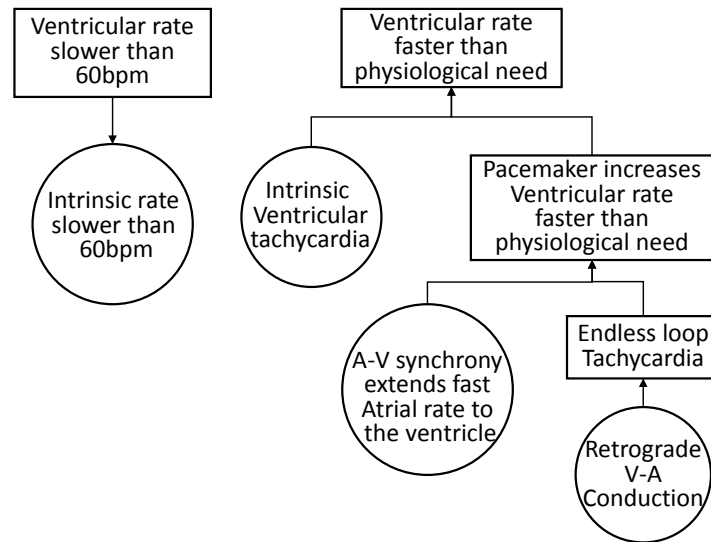 Ventricular rate
slower than
60bpm
Intrinsic rate
slower than
60bpm
Ventricular rate
faster than
physiological need
Intrinsic
Ventricular
tachycardia
Pacemaker increases
Ventricular rate
faster than
physiological need
A-V synchrony
extends fast
Atrial rate to
the ventricle
Endless loop
Tachycardia
Retrograde
V-A
Conduction